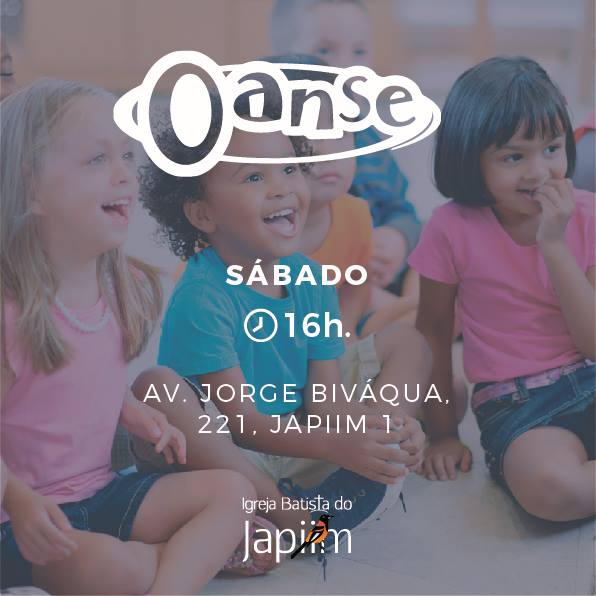 Oanse
SÁBADO
16h.
AV. JORGE BIVÁQUA,
221, JAPIIM 1
Igreja Batista do
Japiim